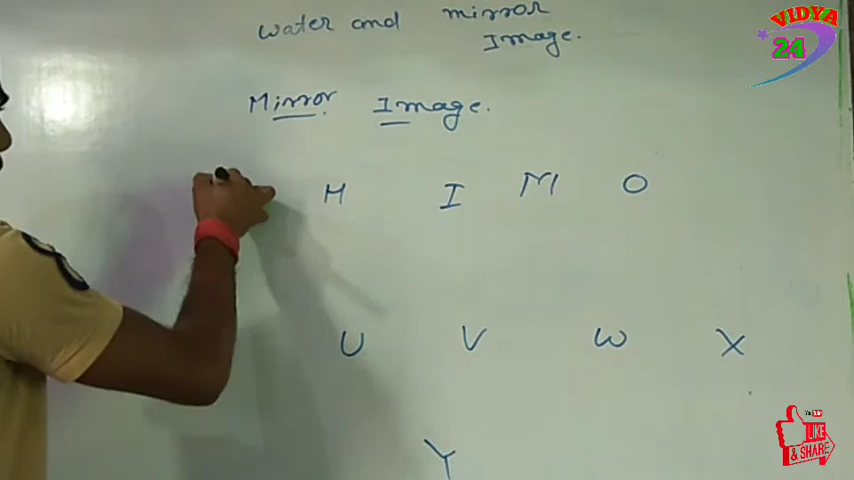 water and mirror
Image.
Mirror Image.
H I M O
U V W X
Y
VIDYA
24
LIKE
& SHARE